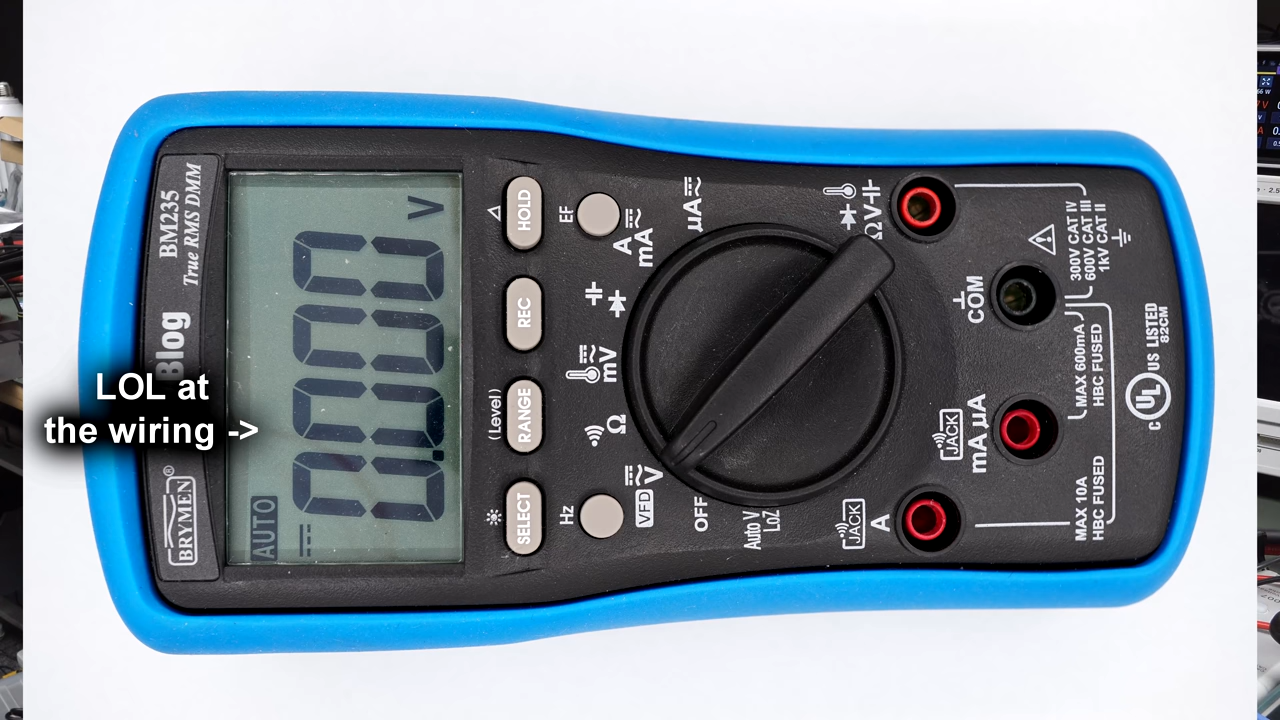 LOL at
the wiring ->
BRYMEN®
Blog
BM235
True RMS DMM
AUTO
0.000
V
SELECT
(Level)
RANGE
REC
Δ
HOLD
Hz
EF
VFD
V
Ω
mV
A
mA
µA
OFF
Auto V
LoZ
JACK
A
JACK
mA µA
COM
Ω V
MAX 10A
HBC FUSED
MAX 600mA
HBC FUSED
300V CAT IV
600V CAT III
1kV CAT II
C UL US LISTED
82CM